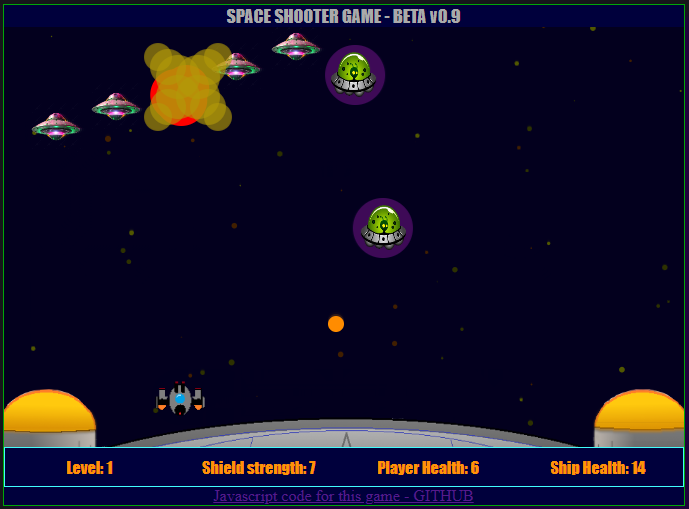 SPACE SHOOTER GAME - BETA v0.9
Level: 1 Shield strength: 7 Player Health: 6 Ship Health: 14
Javascript code for this game - GITHUB